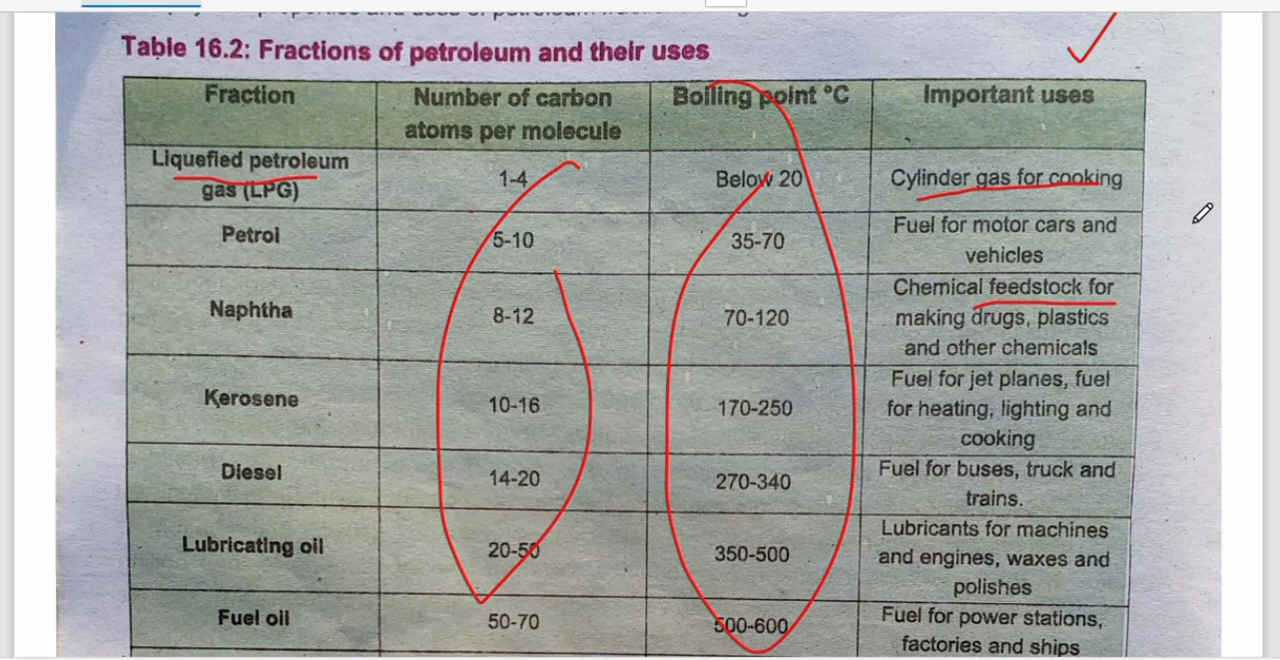 Table 16.2: Fractions of petroleum and their uses
Fraction
Number of carbon
atoms per molecule
Boiling point °C
Important uses
Liquefied petroleum
gas (LPG)
1-4
Below 20
Cylinder gas for cooking
Petrol
5-10
35-70
Fuel for motor cars and
vehicles
Naphtha
8-12
70-120
Chemical feedstock for
making drugs, plastics
and other chemicals
Kerosene
10-16
170-250
Fuel for jet planes, fuel
for heating, lighting and
cooking
Diesel
14-20
270-340
Fuel for buses, truck and
trains.
Lubricating oil
20-50
350-500
Lubricants for machines
and engines, waxes and
polishes
Fuel oil
50-70
500-600
Fuel for power stations,
factories and ships